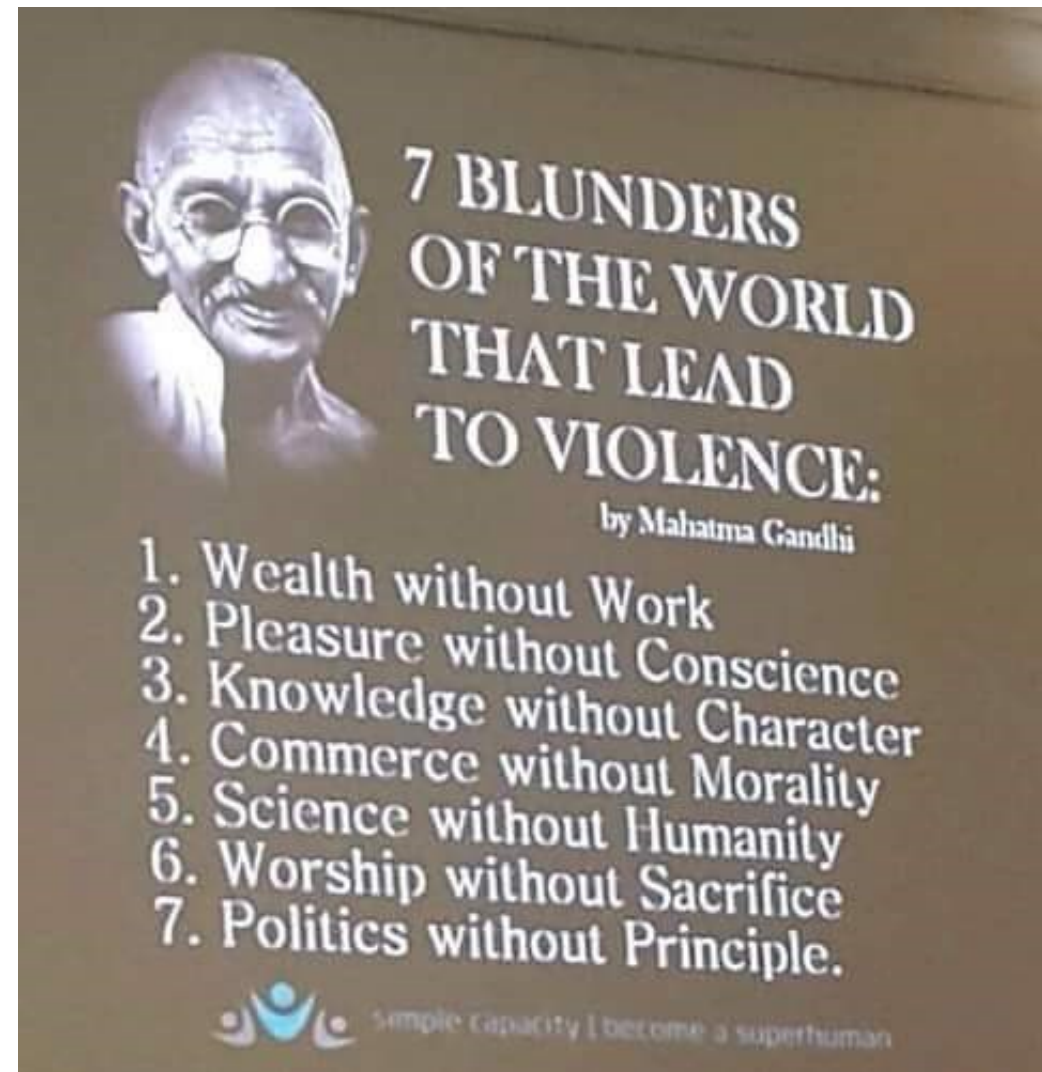 7 BLUNDERS
OF THE WORLD
THAT LEAD
TO VIOLENCE:
by Mahatma Gandhi
1. Wealth without Work
2. Pleasure without Conscience
3. Knowledge without Character
4. Commerce without Morality
5. Science without Humanity
6. Worship without Sacrifice
7. Politics without Principle.
simple capacity | become a superhuman